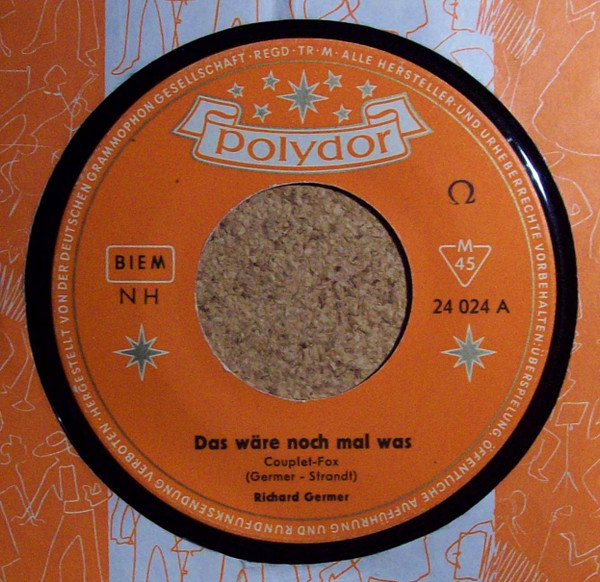 HERGESTELLT VON DER DEUTSCHEN GRAMMOPHON GESELLSCHAFT · REGD · TR · M · ALLE HERSTELLER- UND URHEBERRECHTE VORBEHALTEN; ÜBERSPIELUNG, ÖFFENTLICHE AUFFÜHRUNG UND RUNDFUNKSENDUNG VERBOTEN ·
Polydor
Ω
BIEM
NH
M
45
24 024 A
Das wäre noch mal was
Couplet-Fox
(Germer - Strandt)
Richard Germer